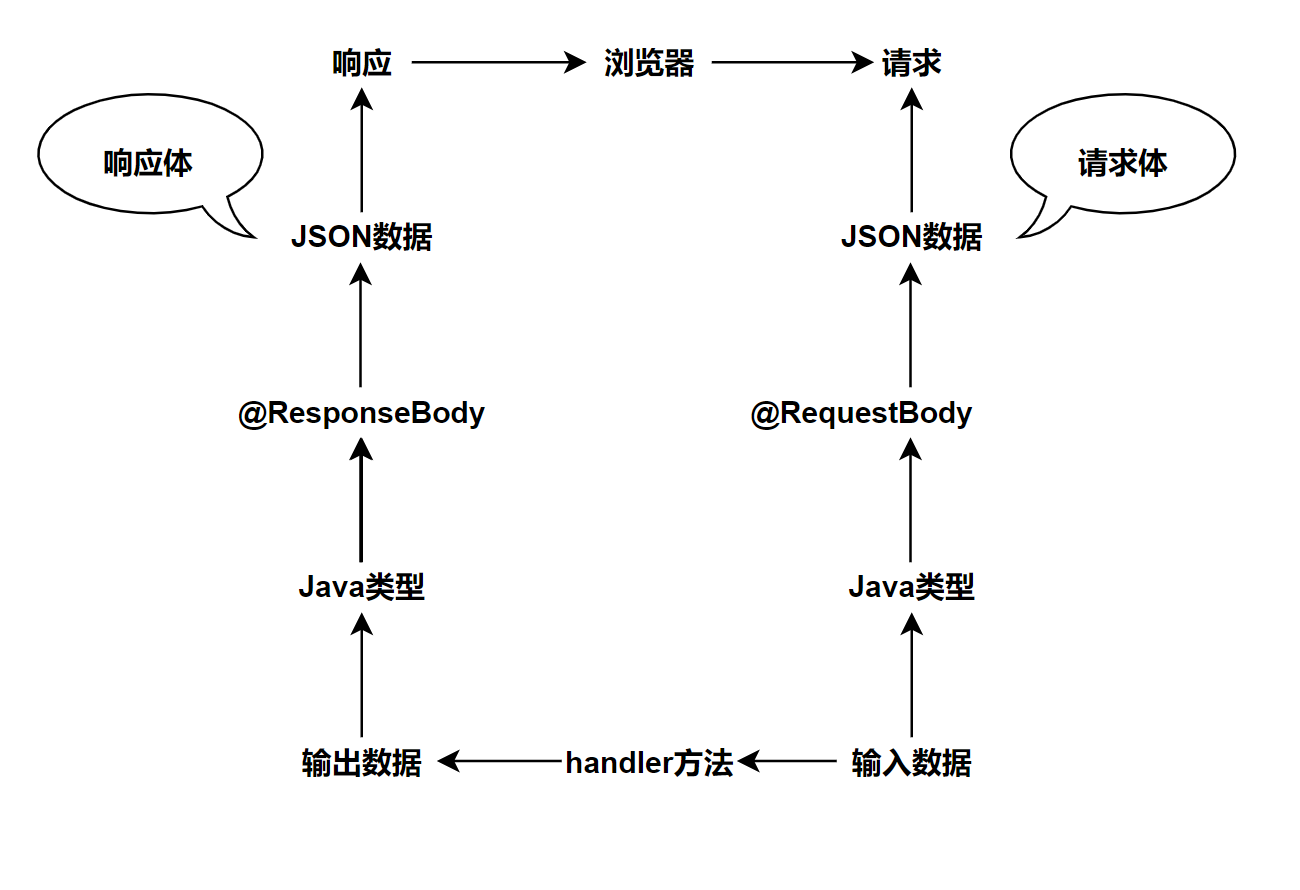 响应
浏览器
请求
响应体
请求体
JSON数据
JSON数据
@ResponseBody
@RequestBody
Java类型
Java类型
输出数据
handler方法
输入数据